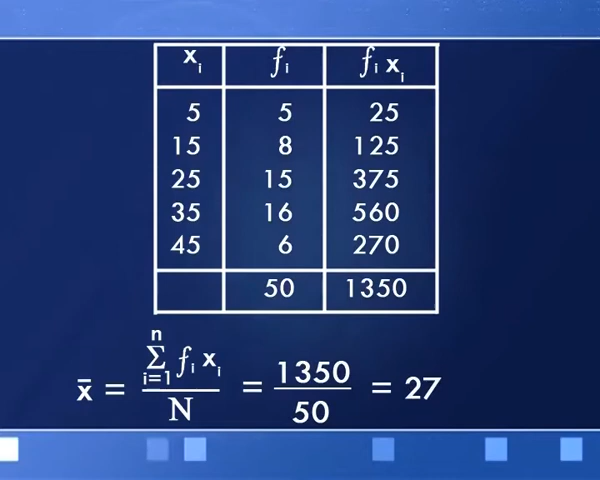 xᵢ fᵢ fᵢ xᵢ
5 5 25
15 8 125
25 15 375
35 16 560
45 6 270
50 1350
n
x̄ = Σ fᵢ xᵢ / N = 1350 / 50 = 27
i=1